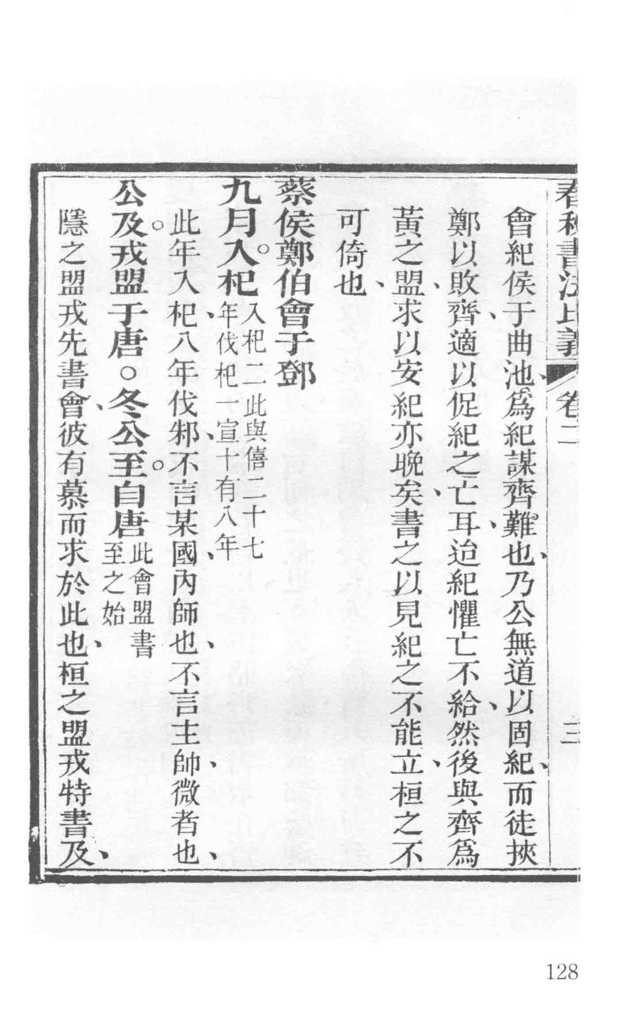 春秋書法比義 卷二 三
會紀侯于曲池爲紀謀齊難也乃公無道以固紀而徒挾
鄭以敗齊適以促紀之亡耳迨紀懼亡不給然後與齊爲
黃之盟求以安紀亦晚矣書之以見紀之不能立桓之不
可倚也
蔡侯鄭伯會于鄧
九月入杞入杞二此與僖二十七
年伐杞一宣十有八年
此年入杞八年伐邾不言某國內師也不言主帥微者也
公及戎盟于唐○冬公至自唐此會盟書
至之始
隱之盟戎先書會彼有慕而求於此也桓之盟戎特書及
128